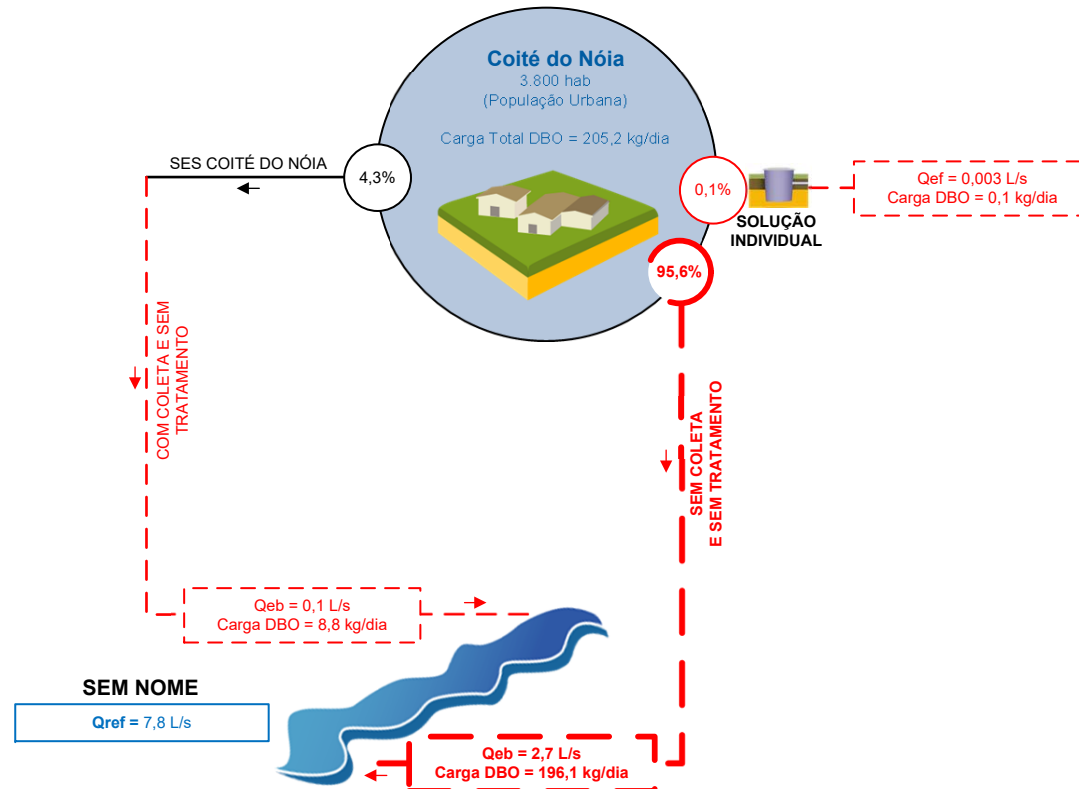 Coité do Nóia
3.800 hab
(População Urbana)
Carga Total DBO = 205,2 kg/dia
SES COITÉ DO NÓIA
4,3%
0,1%
SOLUÇÃO
INDIVIDUAL
Qef = 0,003 L/s
Carga DBO = 0,1 kg/dia
95,6%
COM COLETA E SEM
TRATAMENTO
SEM COLETA
E SEM TRATAMENTO
Qeb = 0,1 L/s
Carga DBO = 8,8 kg/dia
SEM NOME
Qref = 7,8 L/s
Qeb = 2,7 L/s
Carga DBO = 196,1 kg/dia